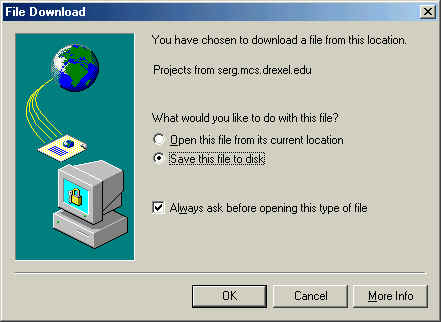 File Download
You have chosen to download a file from this location.
Projects from serg.mcs.drexel.edu
What would you like to do with this file?
Open this file from its current location
Save this file to disk
Always ask before opening this type of file
OK Cancel More Info